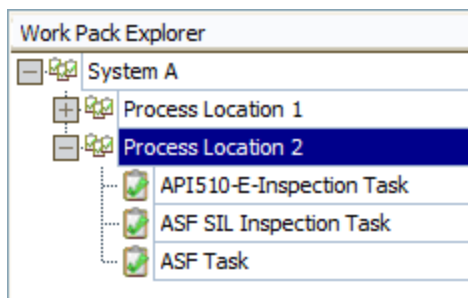 Work Pack Explorer
System A
Process Location 1
Process Location 2
API510-E-Inspection Task
ASF SIL Inspection Task
ASF Task